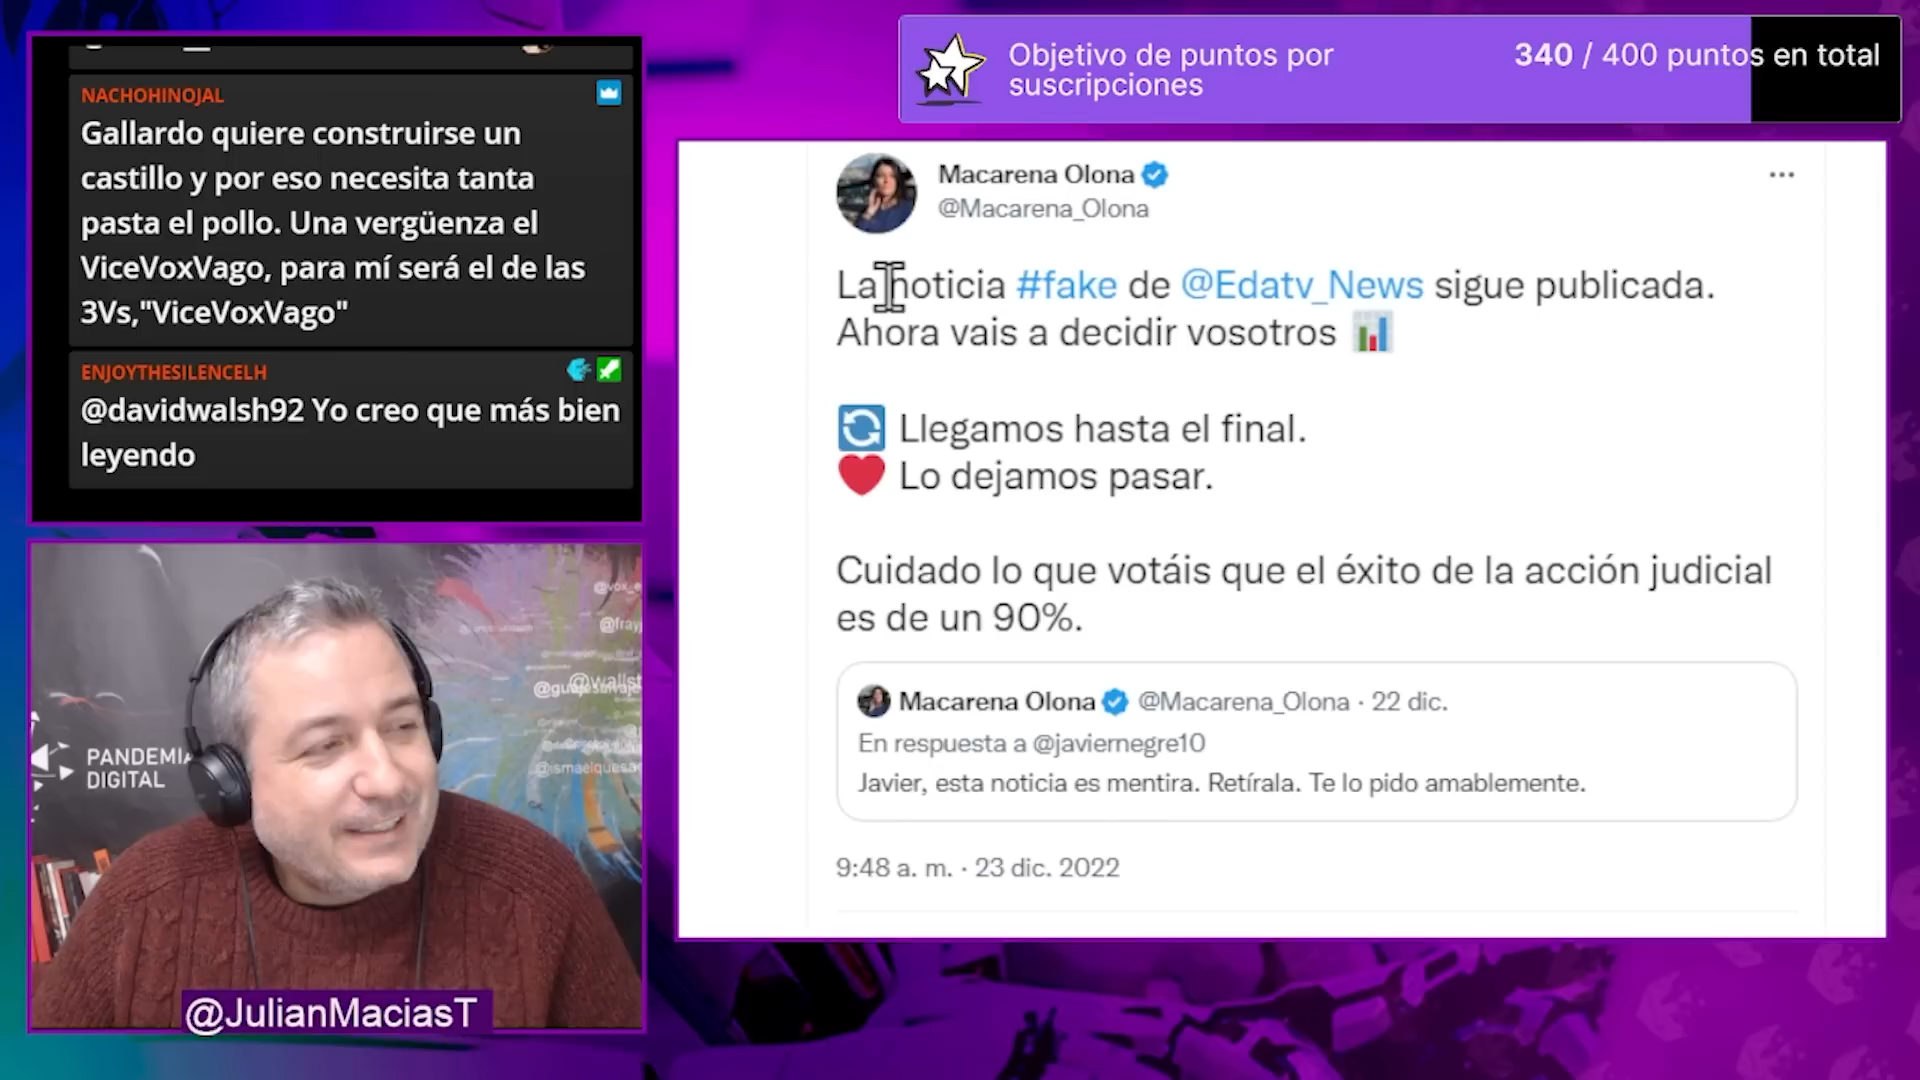 Objetivo de puntos por
suscripciones
340 / 400 puntos en total
NACHOHINOJAL
Gallardo quiere construirse un
castillo y por eso necesita tanta
pasta el pollo. Una vergüenza el
ViceVoxVago, para mí será el de las
3Vs,"ViceVoxVago"
ENJOYTHESILENCELH
@davidwalsh92 Yo creo que más bien
leyendo
Macarena Olona
@Macarena_Olona
La noticia #fake de @Edatv_News sigue publicada.
Ahora vais a decidir vosotros
Llegamos hasta el final.
Lo dejamos pasar.
Cuidado lo que votáis que el éxito de la acción judicial
es de un 90%.
Macarena Olona @Macarena_Olona · 22 dic.
En respuesta a @javiernegre10
Javier, esta noticia es mentira. Retírala. Te lo pido amablemente.
9:48 a. m. · 23 dic. 2022
PANDEMIA
DIGITAL
@wallst
@JulianMaciasT